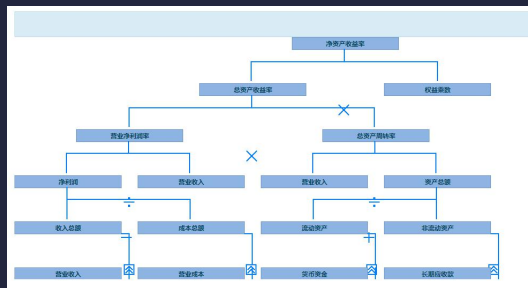 净资产收益率
总资产收益率
权益乘数
营业净利润率
总资产周转率
净利润
营业收入
营业收入
资产总额
收入总额
成本总额
流动资产
非流动资产
营业收入
营业成本
货币资金
长期应收款